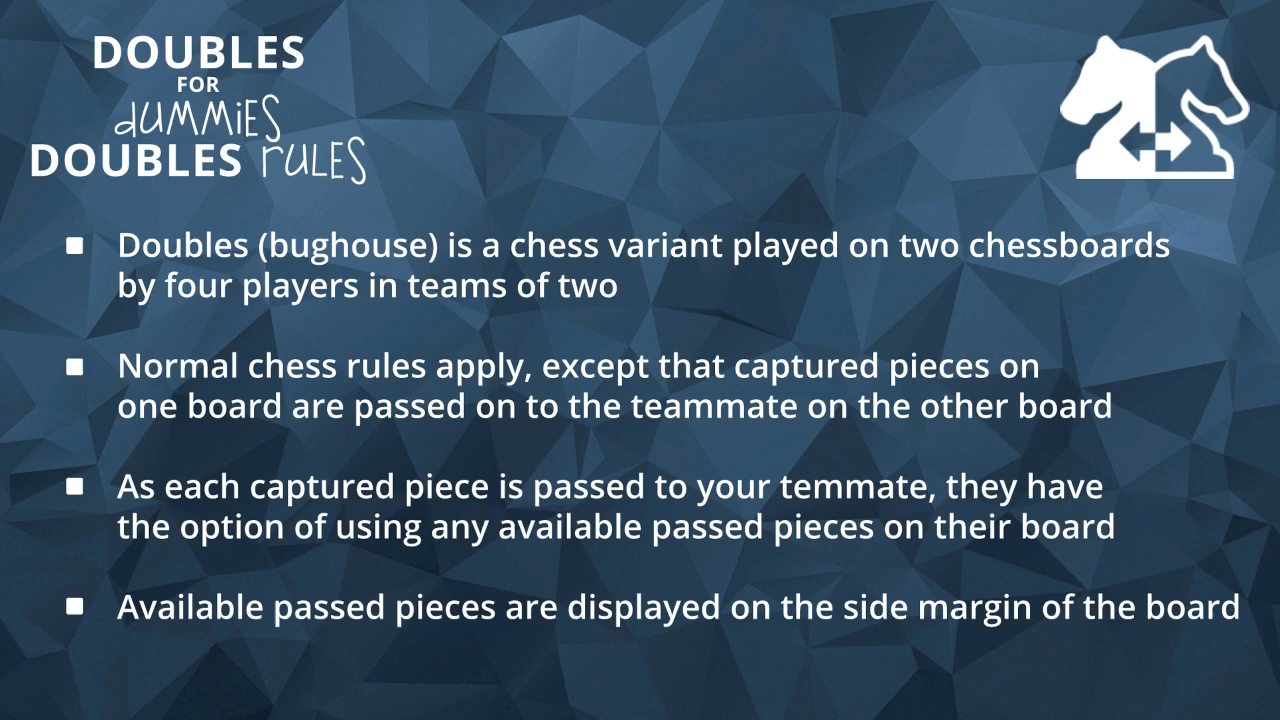 DOUBLES
FOR
dUMMiES
DOUBLES rULES
Doubles (bughouse) is a chess variant played on two chessboards
by four players in teams of two
Normal chess rules apply, except that captured pieces on
one board are passed on to the teammate on the other board
As each captured piece is passed to your temmate, they have
the option of using any available passed pieces on their board
Available passed pieces are displayed on the side margin of the board